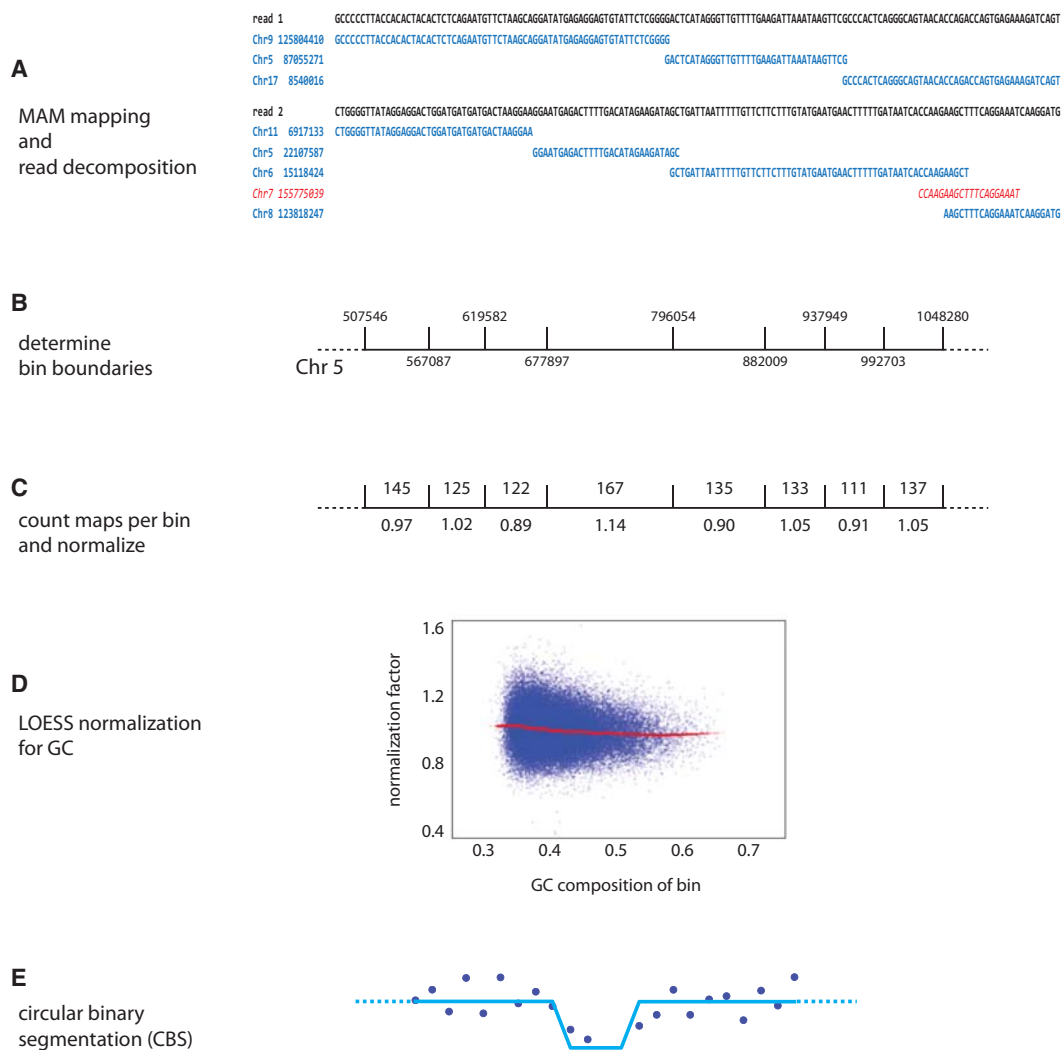 A
MAM mapping
and
read decomposition
read 1 GCCCCCTTACCACACTACACTCTCAGAATGTTCTAAGCAGGATATGAGAGGAGTGTATTCTCGGGGACTCATAGGGTTGTTTTGAAGATTAAATAAGTTCGCCCACTCAGGGCAGTAACACCAGACCAGTGAGAAAGATCAGT
Chr9 125804410 GCCCCCTTACCACACTACACTCTCAGAATGTTCTAAGCAGGATATGAGAGGAGTGTATTCTCGGGG
Chr5 87055271 GACTCATAGGGTTGTTTTGAAGATTAAATAAGTTCG
Chr17 8540016 GCCCACTCAGGGCAGTAACACCAGACCAGTGAGAAAGATCAGT
read 2 CTGGGGTTATAGGAGGACTGGATGATGATGACTAAGGAAGGAATGAGACTTTTGACATAGAAGATAGCTGATTAATTTTTGTTCTTCTTTGTATGAATGAACTTTTTGATAATCACCAAGAAGCTTTCAGGAAATCAAGGATG
Chr11 6917133 CTGGGGTTATAGGAGGACTGGATGATGATGACTAAGGAA
Chr5 22107587 GGAATGAGACTTTTGACATAGAAGATAGC
Chr6 15118424 GCTGATTAATTTTTGTTCTTCTTTGTATGAATGAACTTTTTGATAATCACCAAGAAGCT
Chr7 155775039 CCAAGAAGCTTTCAGGAAAT
Chr8 123818247 AAGCTTTCAGGAAATCAAGGATG
B
determine
bin boundaries
507546 619582 796054 937949 1048280
Chr 5 567087 677897 882009 992703
C
count maps per bin
and normalize
145 125 122 167 135 133 111 137
0.97 1.02 0.89 1.14 0.90 1.05 0.91 1.05
D
LOESS normalization
for GC
normalization factor
1.6
1.2
0.8
0.4
0.3 0.4 0.5 0.6 0.7
GC composition of bin
E
circular binary
segmentation (CBS)